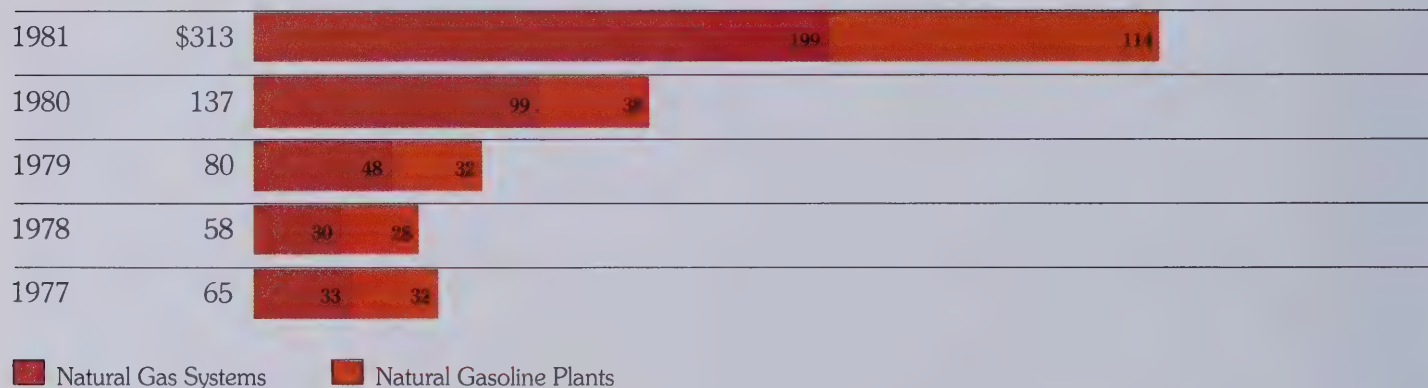 1981 $313 199 114
1980 137 99 38
1979 80 48 32
1978 58 30 28
1977 65 33 32
Natural Gas Systems Natural Gasoline Plants